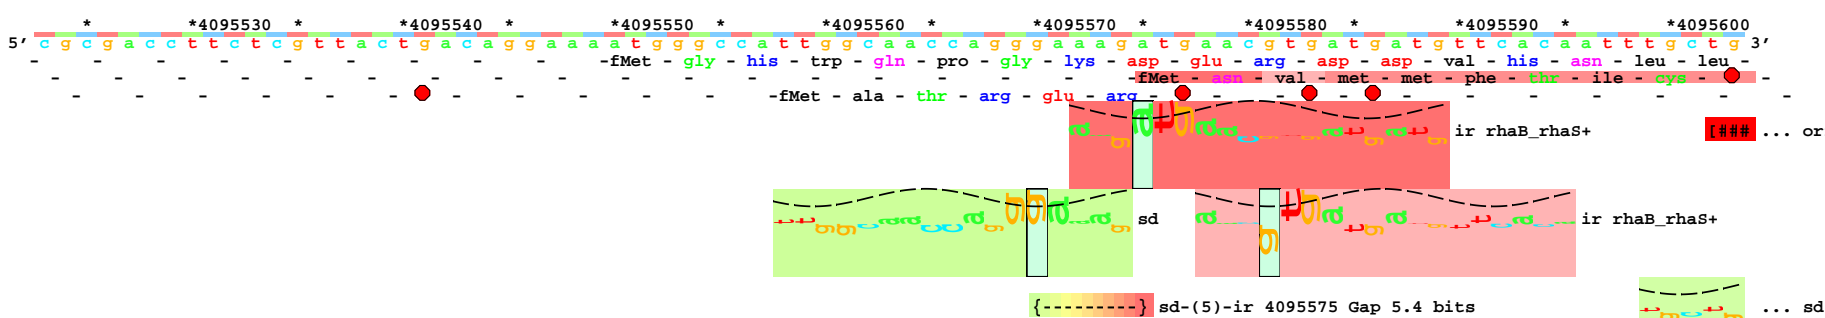 * *4095530 * *4095540 * *4095550 * *4095560 * *4095570 * *4095580 * *4095590 * *4095600
5′ c g c g a c c t t c t c g t t a c t g a c a g g a a a a t g g g c c a t t g g c a a c c a g g g a a a g a t g a a c g t g a t g a t g t t c a c a a t t t g c t g 3′
- - - - - - - - - -fMet - gly - his - trp - gln - pro - gly - lys - asp - glu - arg - asp - asp - val - his - asn - leu - leu -
- - - - - - - - - - - - - - - - - -fMet - asn - val - met - met - phe - thr - ile - cys - -
- - - - - - - - - - - -fMet - ala - thr - arg - glu - arg - - - - - - - - - - -
a g a t g a a c g t g a t g a t g ir rhaB_rhaS+ [### ... or
t t g g c a a c c a g g g a a a g sd a c g t g a t g a t g t t c a c a ir rhaB_rhaS+
{----------} sd-(5)-ir 4095575 Gap 5.4 bits t g c t g ... sd